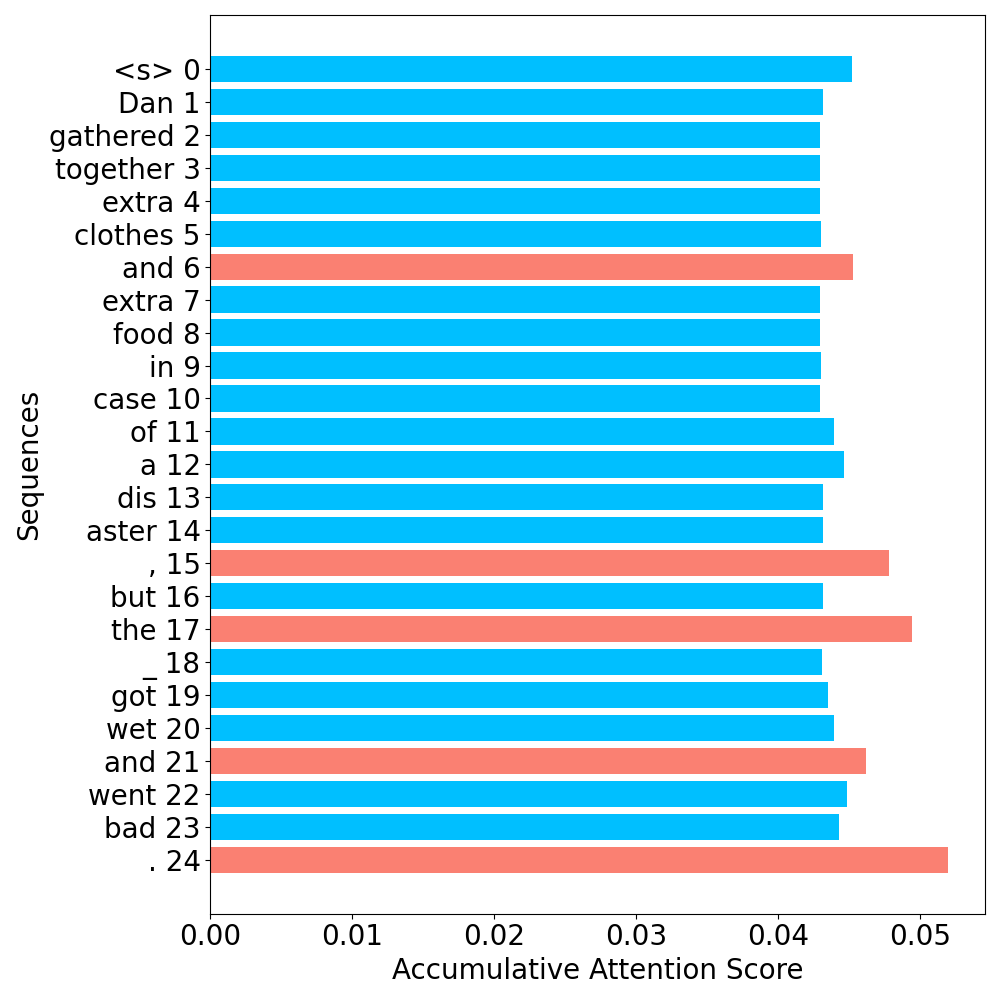 <s> 0
Dan 1
gathered 2
together 3
extra 4
clothes 5
and 6
extra 7
food 8
in 9
case 10
of 11
a 12
dis 13
aster 14
, 15
but 16
the 17
_ 18
got 19
wet 20
and 21
went 22
bad 23
. 24
Sequences
0.00 0.01 0.02 0.03 0.04 0.05
Accumulative Attention Score